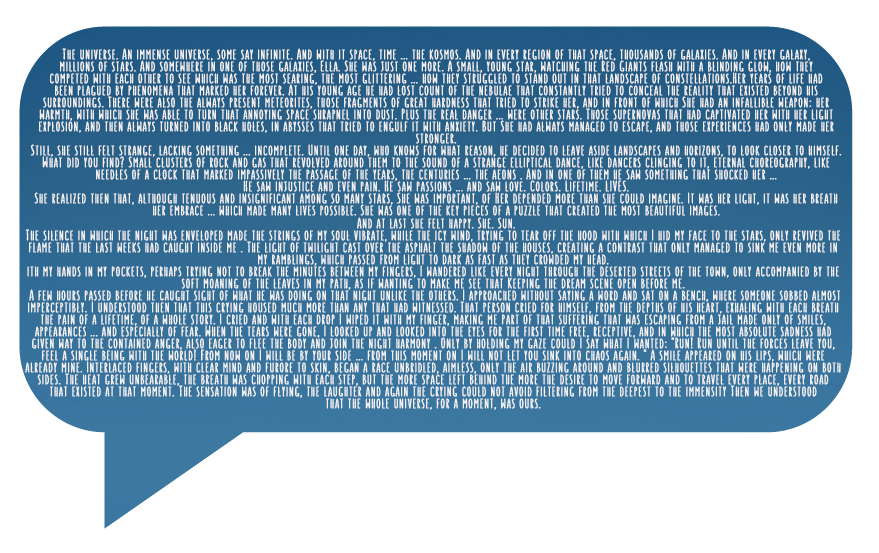 The universe. An immense universe, some say infinite. And with it space, time ... the kosmos. And in every region of that space, thousands of galaxies. And in every galaxy,
millions of stars. And somewhere in one of those galaxies, Ella. She was just one more. A small, young star, watching the Red Giants flash with a blinding glow, how they
competed with each other to see which was the most searing, the most glittering ... how they struggled to stand out in that landscape of constellations.Her years of life had
been plagued by phenomena that marked her forever. At his young age he had lost count of the nebulae that constantly tried to conceal the reality that existed beyond his
surroundings. There were also the always present meteorites, those fragments of great hardness that tried to strike her, and in front of which She had an infallible weapon: her
warmth, with which she was able to turn that annoying space shrapnel into dust. Plus the real danger ... were other stars. Those supernovas that had captivated her with her light
explosion, and then always turned into black holes, in abysses that tried to engulf it with anxiety. But She had always managed to escape, and those experiences had only made her
stronger.
Still, she still felt strange, lacking something ... incomplete. Until one day, who knows for what reason, he decided to leave aside landscapes and horizons, to look closer to himself.
What did you find? Small clusters of rock and gas that revolved around them to the sound of a strange elliptical dance, like dancers clinging to it, eternal choreography, like
needles of a clock that marked impassively the passage of the years, the centuries ... the aeons . And in one of them he saw something that shocked her ...
He saw injustice and even pain. He saw passions ... and saw love. Colors. Lifetime. LIVES.
She realized then that, although tenuous and insignificant among so many stars, She was important. of Her depended more than she could imagine. It was her light, it was her breath
her embrace ... which made many lives possible. She was one of the key pieces of a puzzle that created the most beautiful images.
And at last she felt happy. She. Sun.
The silence in which the night was enveloped made the strings of my soul vibrate, while the icy wind, trying to tear off the hood with which I hid my face to the stars, only revived the
flame that the last weeks had caught inside me . The light of twilight cast over the asphalt the shadow of the houses, creating a contrast that only managed to sink me even more in
my ramblings, which passed from light to dark as fast as they crowded my head.
ith my hands in my pockets, perhaps trying not to break the minutes between my fingers, I wandered like every night through the deserted streets of the town, only accompanied by the
soft moaning of the leaves in my path, as if wanting to make me see that Keeping the dream scene open before me.
A few hours passed before he caught sight of what he was doing on that night unlike the others. I approached without saying a word and sat on a bench, where someone sobbed almost
imperceptibly. I understood then that this crying housed much more than any that had witnessed. That person cried for himself, from the depths of his heart, exhaling with each breath
the pain of a lifetime, of a whole story. I cried and with each drop I wiped it with my finger, making me part of that suffering that was escaping from a jail made only of smiles,
appearances ... and especially of fear. When the tears were gone, I looked up and looked into the eyes for the first time free, receptive, and in which the most absolute sadness had
given way to the contained anger, also eager to flee the body and join the night harmony . Only by holding my gaze could I say what I wanted: "Rune Run until the forces leave you,
feel a single being with the world! From now on I will be by your side ... from this moment on I will not let you sink into chaos again. " A smile appeared on his lips, which were
already mine. Interlaced fingers, with clear mind and furore to skin, began a race unbridled, aimless, only the air buzzing around and blurred silhouettes that were happening on both
sides. The heat grew unbearable, the breath was chopping with each step, but the more space left behind the more the desire to move forward and to travel every place, every road
that existed at that moment. The sensation was of flying, the laughter and again the crying could not avoid filtering from the deepest to the immensity Then we understood
that the whole universe, for a moment, was ours.